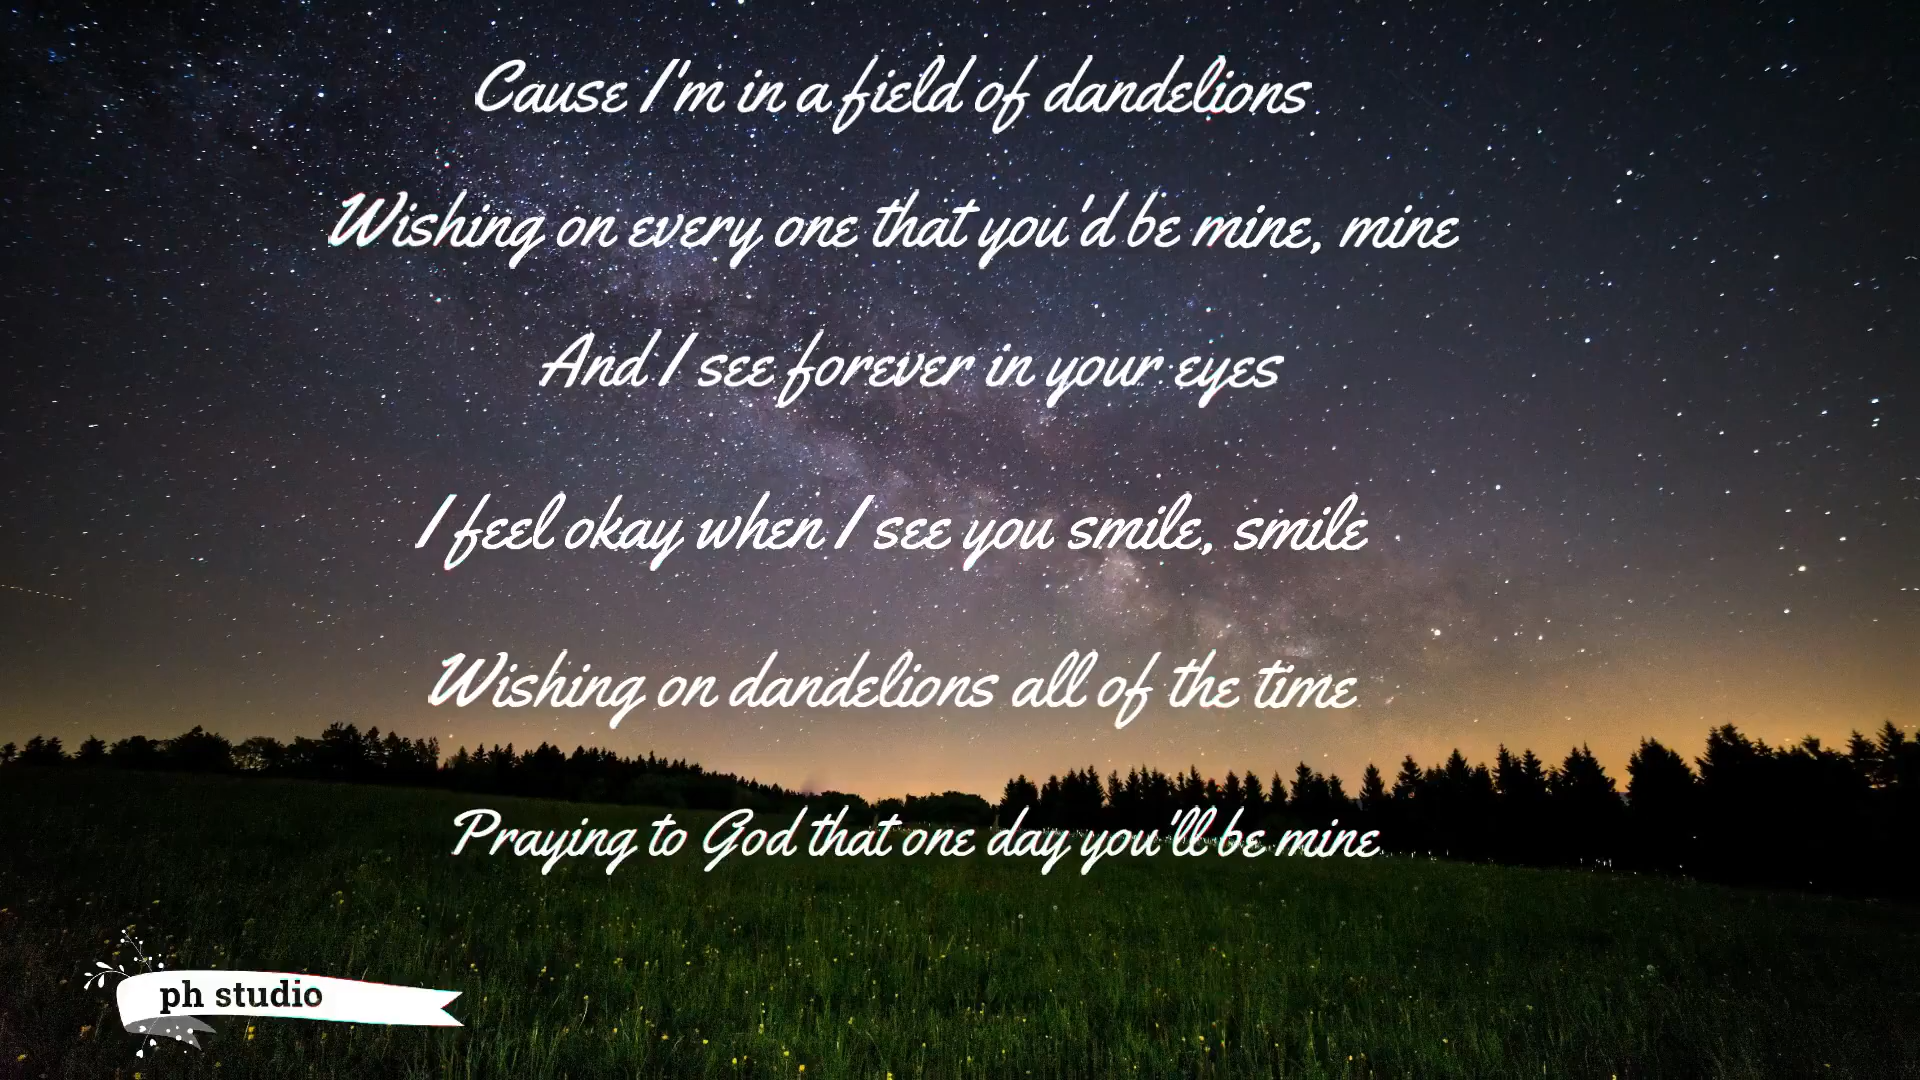 Cause I'm in a field of dandelions
Wishing on every one that you'd be mine, mine
And I see forever in your eyes
I feel okay when I see you smile, smile
Wishing on dandelions all of the time
Praying to God that one day you'll be mine
ph studio